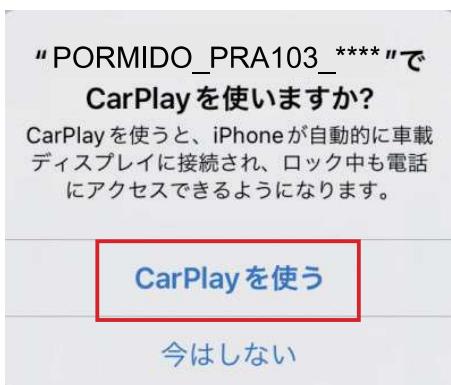 “PORMIDO_PRA103_****”で
CarPlayを使いますか?
CarPlayを使うと、iPhoneが自動的に車載
ディスプレイに接続され、ロック中も電話
にアクセスできるようになります。
CarPlayを使う
今はしない